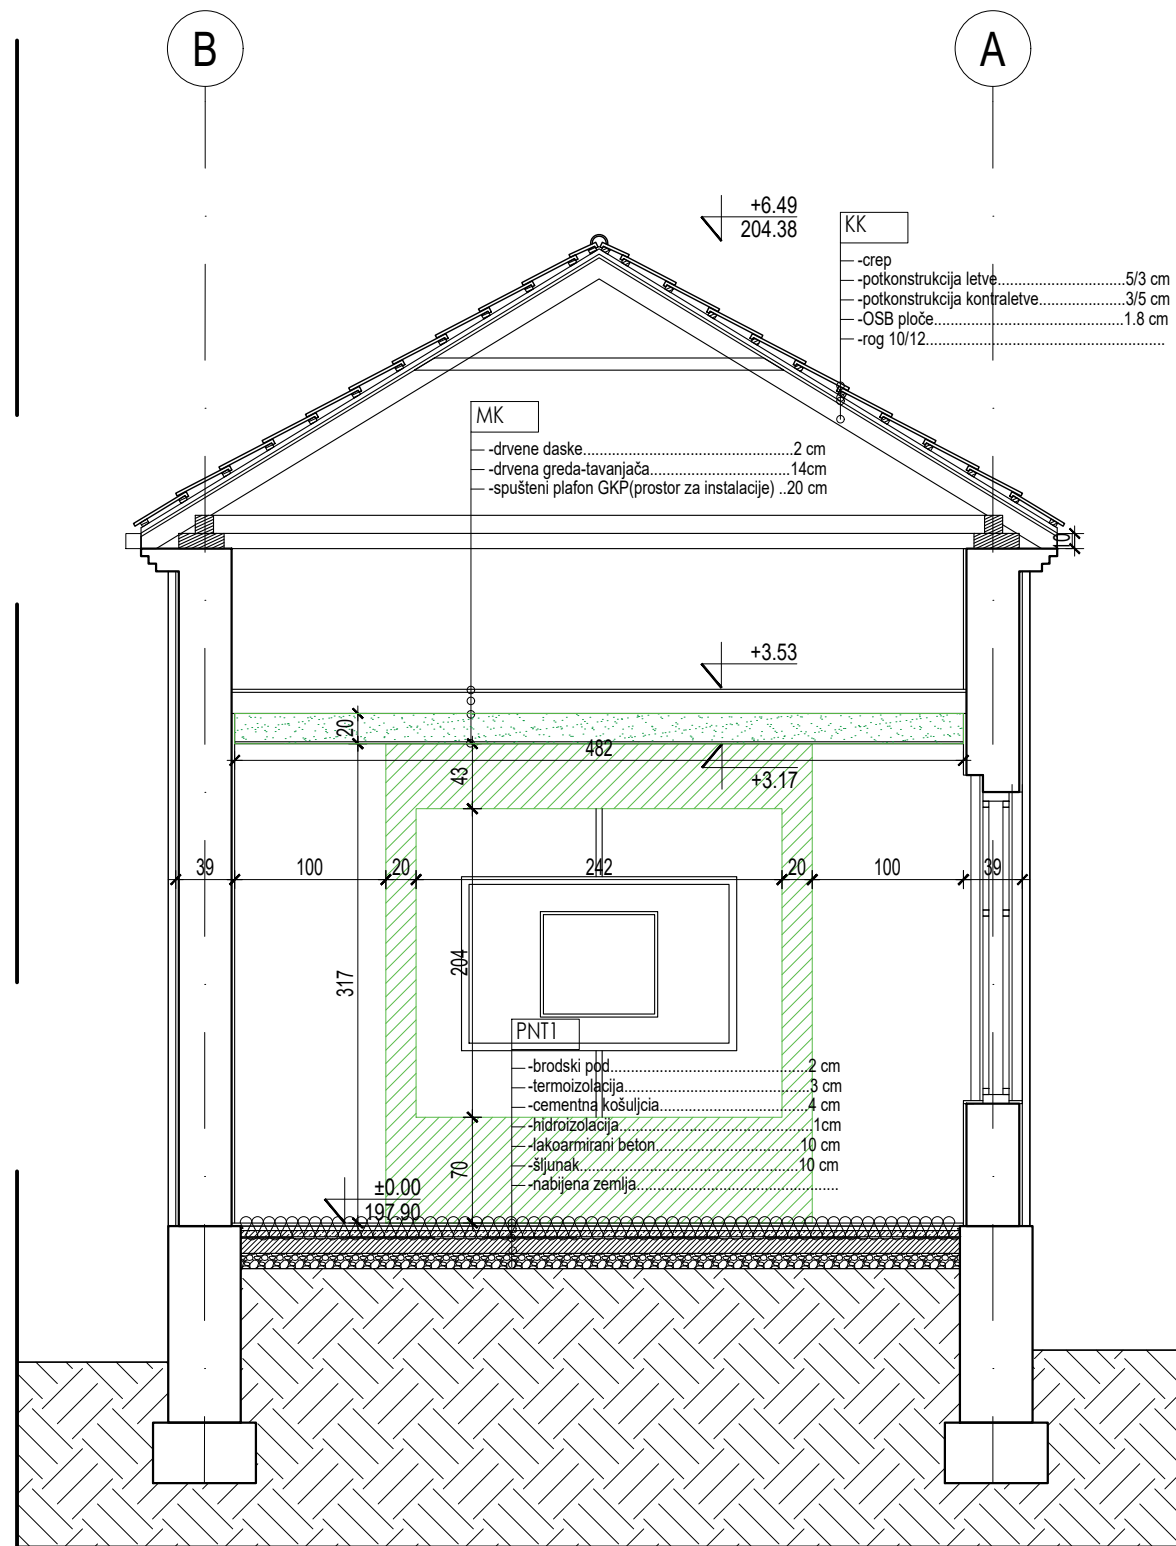 B
A
+6.49
204.38
KK
-crep
-potkonstrukcija letve........................5/3 cm
-potkonstrukcija kontraletve.................3/5 cm
-OSB ploče.....................................1.8 cm
-rog 10/12...............................................
MK
-drvene daske..........................................2 cm
-drvena greda-tavanjača............................14cm
-spušteni plafon GKP(prostor za instalacije) ..20 cm
10
+3.53
20
482
43
+3.17
39
100
20
242
20
100
39
204
317
PNT1
-brodski pod........................................2 cm
-termoizolacija.....................................3 cm
-cementna košuljcia..............................4 cm
-hidroizolacija.......................................1cm
-lakoarmirani beton.............................10 cm
-šljunak............................................10 cm
-nabijena zemlja.......................................
70
±0.00
197.90